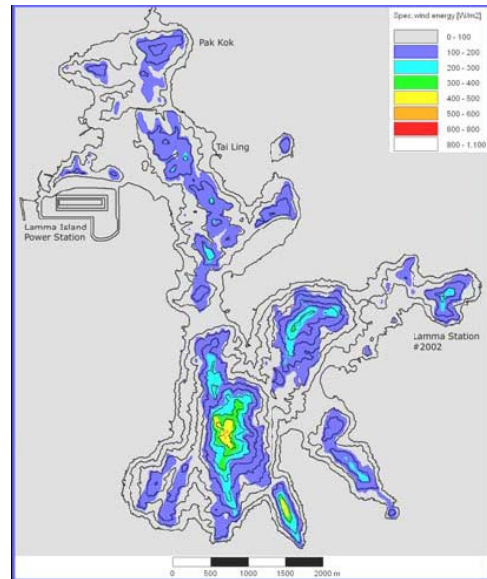 Spec.wind energy [W/m2]
0 - 100
100 - 200
200 - 300
300 - 400
400 - 500
500 - 600
600 - 800
800 - 1.100
Pak Kok
Tai Ling
Lamma Island
Power Station
Lamma Station
#2002
0 500 1000 1500 2000 m